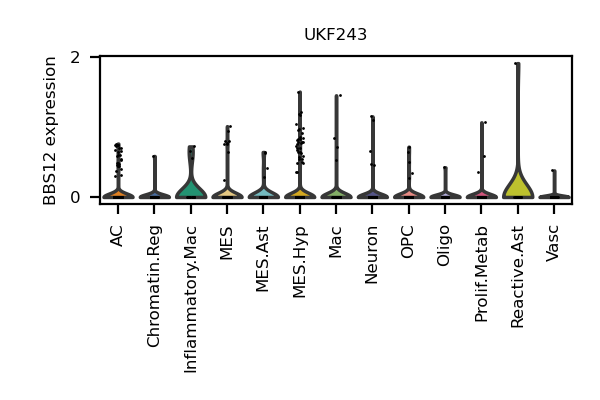 UKF243
BBS12 expression
2
0
AC
Chromatin.Reg
Inflammatory.Mac
MES
MES.Ast
MES.Hyp
Mac
Neuron
OPC
Oligo
Prolif.Metab
Reactive.Ast
Vasc